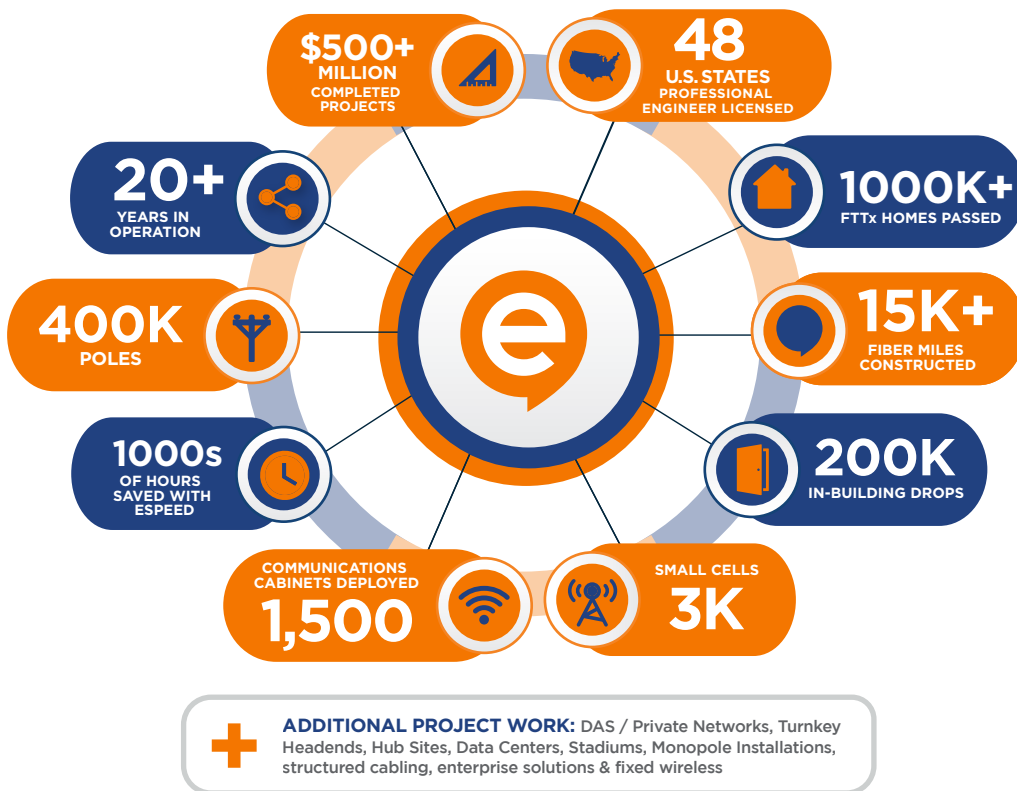 $500+
MILLION
COMPLETED
PROJECTS
48
U.S. STATES
PROFESSIONAL
ENGINEER LICENSED
20+
YEARS IN
OPERATION
1000K+
FTTx HOMES PASSED
400K
POLES
e
15K+
FIBER MILES
CONSTRUCTED
1000s
OF HOURS
SAVED WITH
ESPEED
200K
IN-BUILDING DROPS
COMMUNICATIONS
CABINETS DEPLOYED
1,500
SMALL CELLS
3K
ADDITIONAL PROJECT WORK: DAS / Private Networks, Turnkey
Headends, Hub Sites, Data Centers, Stadiums, Monopole Installations,
structured cabling, enterprise solutions & fixed wireless